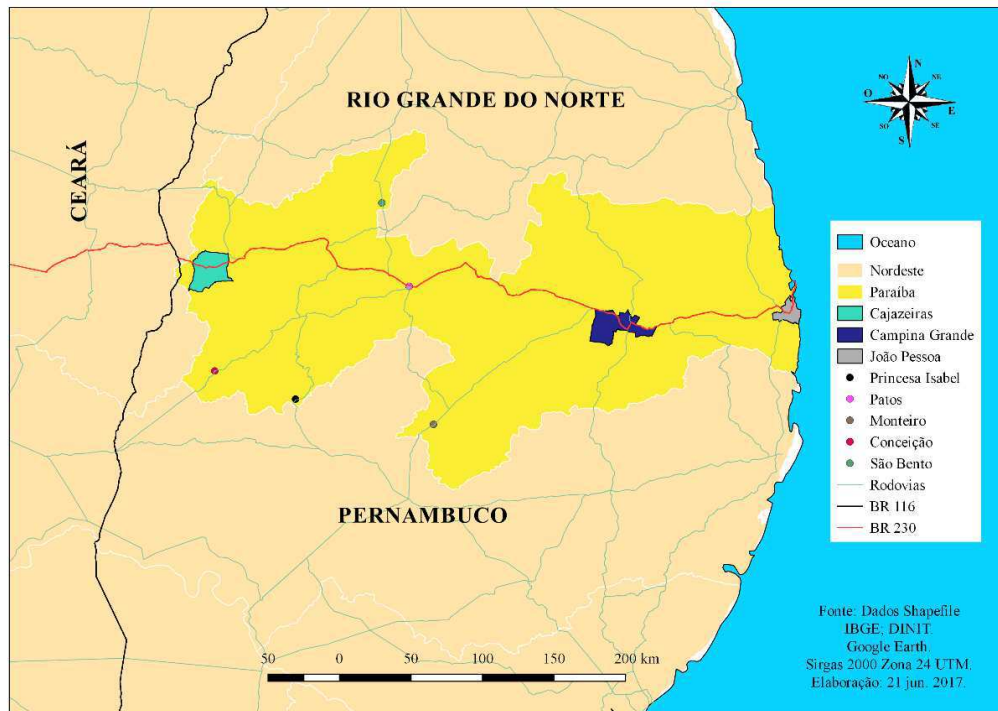 RIO GRANDE DO NORTE
CEARÁ
PERNAMBUCO
N
NO
NE
O
E
SO
SE
S
Oceano
Nordeste
Paraíba
Cajazeiras
Campina Grande
João Pessoa
Princesa Isabel
Patos
Monteiro
Conceição
São Bento
Rodovias
BR 116
BR 230
50 0 50 100 150 200 km
Fonte: Dados Shapefile
IBGE; DINIT.
Google Earth.
Sirgas 2000 Zona 24 UTM.
Elaboração: 21 jun. 2017.